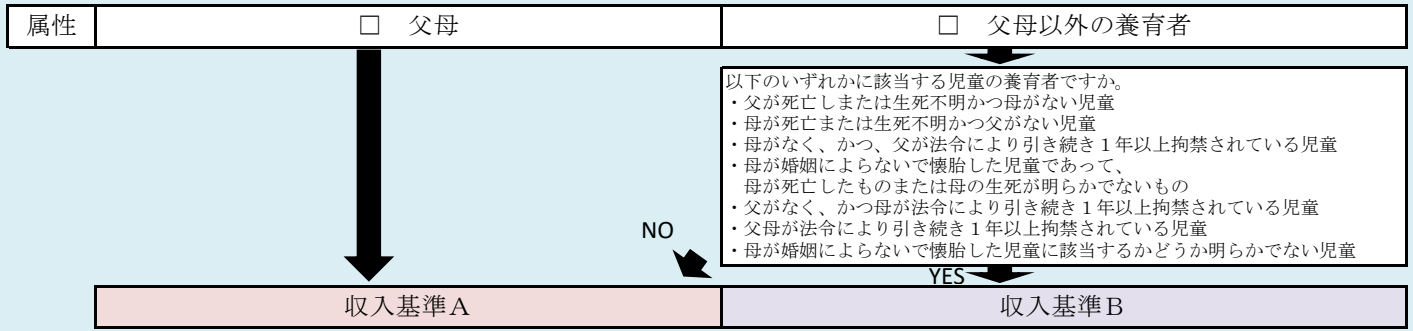 属性
□ 父母
□ 父母以外の養育者
以下のいずれかに該当する児童の養育者ですか。
・父が死亡しまたは生死不明かつ母がない児童
・母が死亡または生死不明かつ父がない児童
・母がなく、かつ、父が法令により引き続き１年以上拘禁されている児童
・母が婚姻によらないで懐胎した児童であって、
母が死亡したものまたは母の生死が明らかでないもの
・父がなく、かつ母が法令により引き続き１年以上拘禁されている児童
・父母が法令により引き続き１年以上拘禁されている児童
・母が婚姻によらないで懐胎した児童に該当するかどうか明らかでない児童
NO
YES
収入基準Ａ
収入基準Ｂ